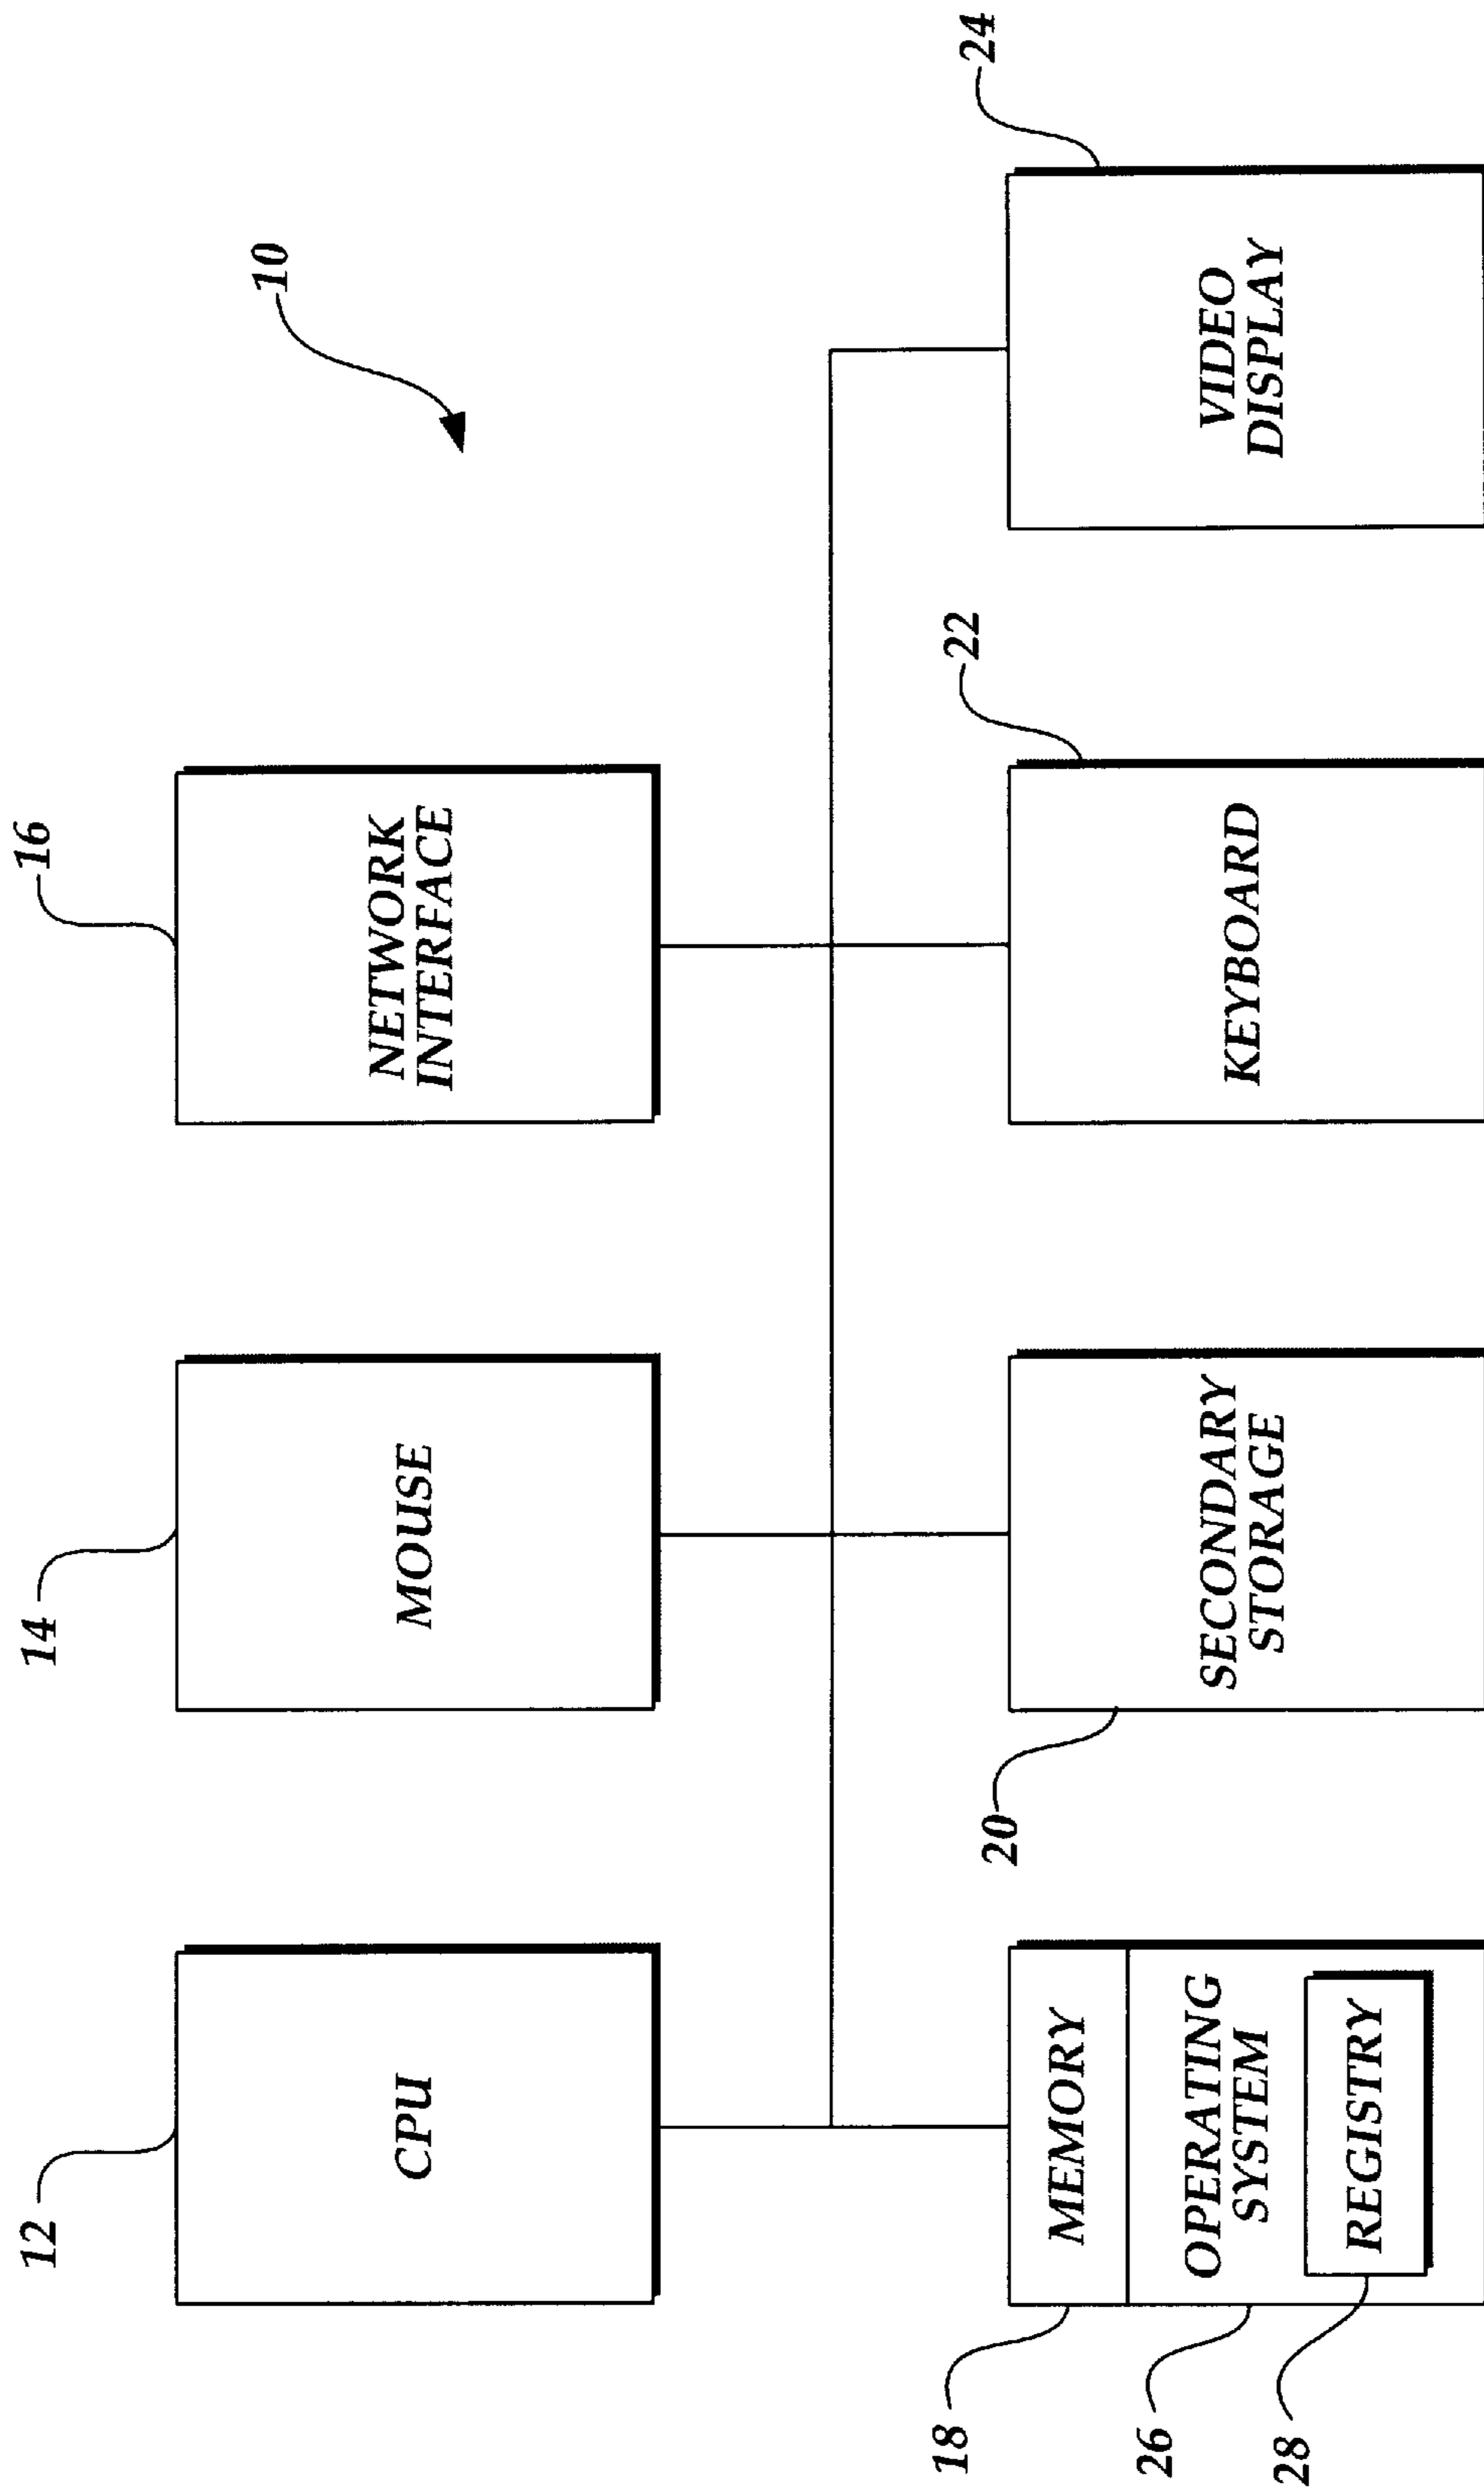 10
12
CPU
14
MOUSE
16
NETWORK
INTERFACE
18
MEMORY
26
OPERATING
SYSTEM
28
REGISTRY
20
SECONDARY
STORAGE
22
KEYBOARD
24
VIDEO
DISPLAY